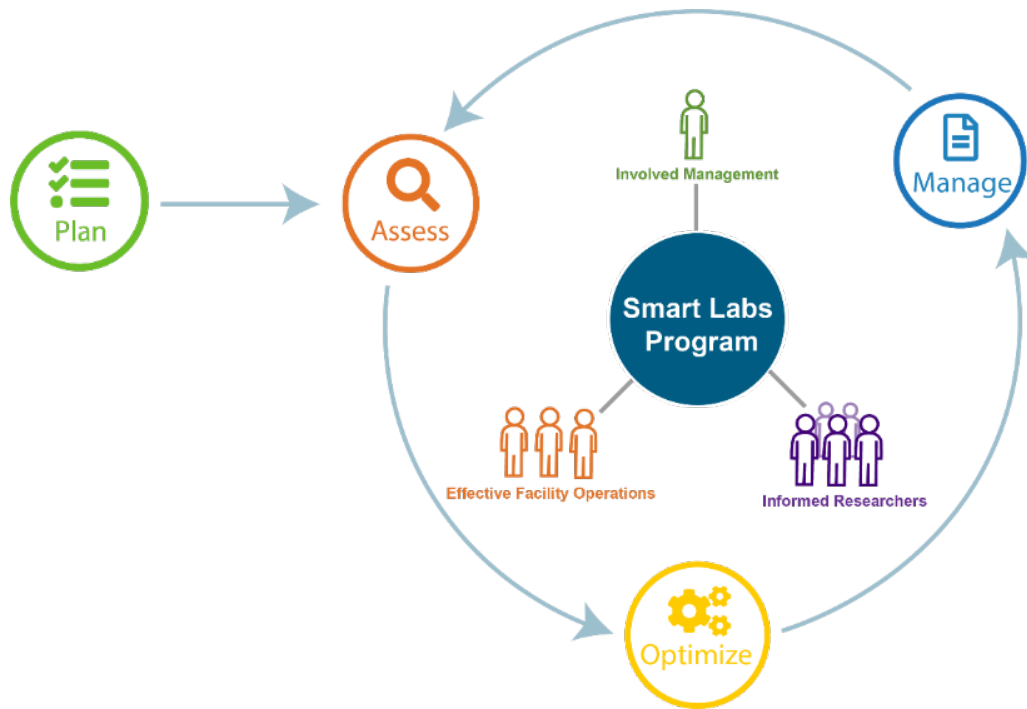 Plan
Assess
Manage
Involved Management
Smart Labs
Program
Effective Facility Operations
Informed Researchers
Optimize